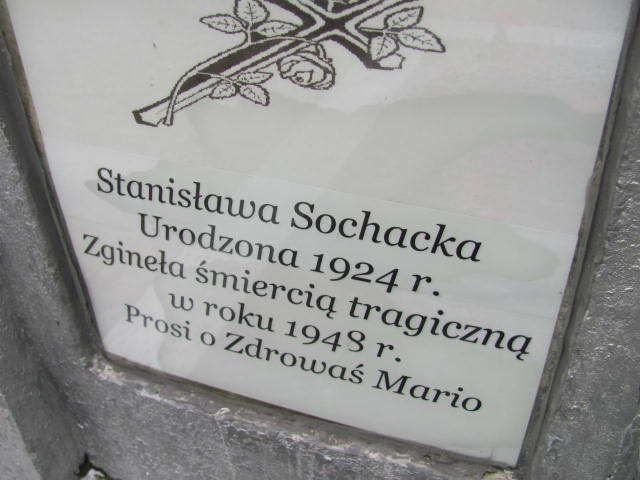 Stanisława Sochacka
Urodzona 1924 r.
Zgineła śmiercią tragiczną
w roku 1948 r.
Prosi o Zdrowaś Mario